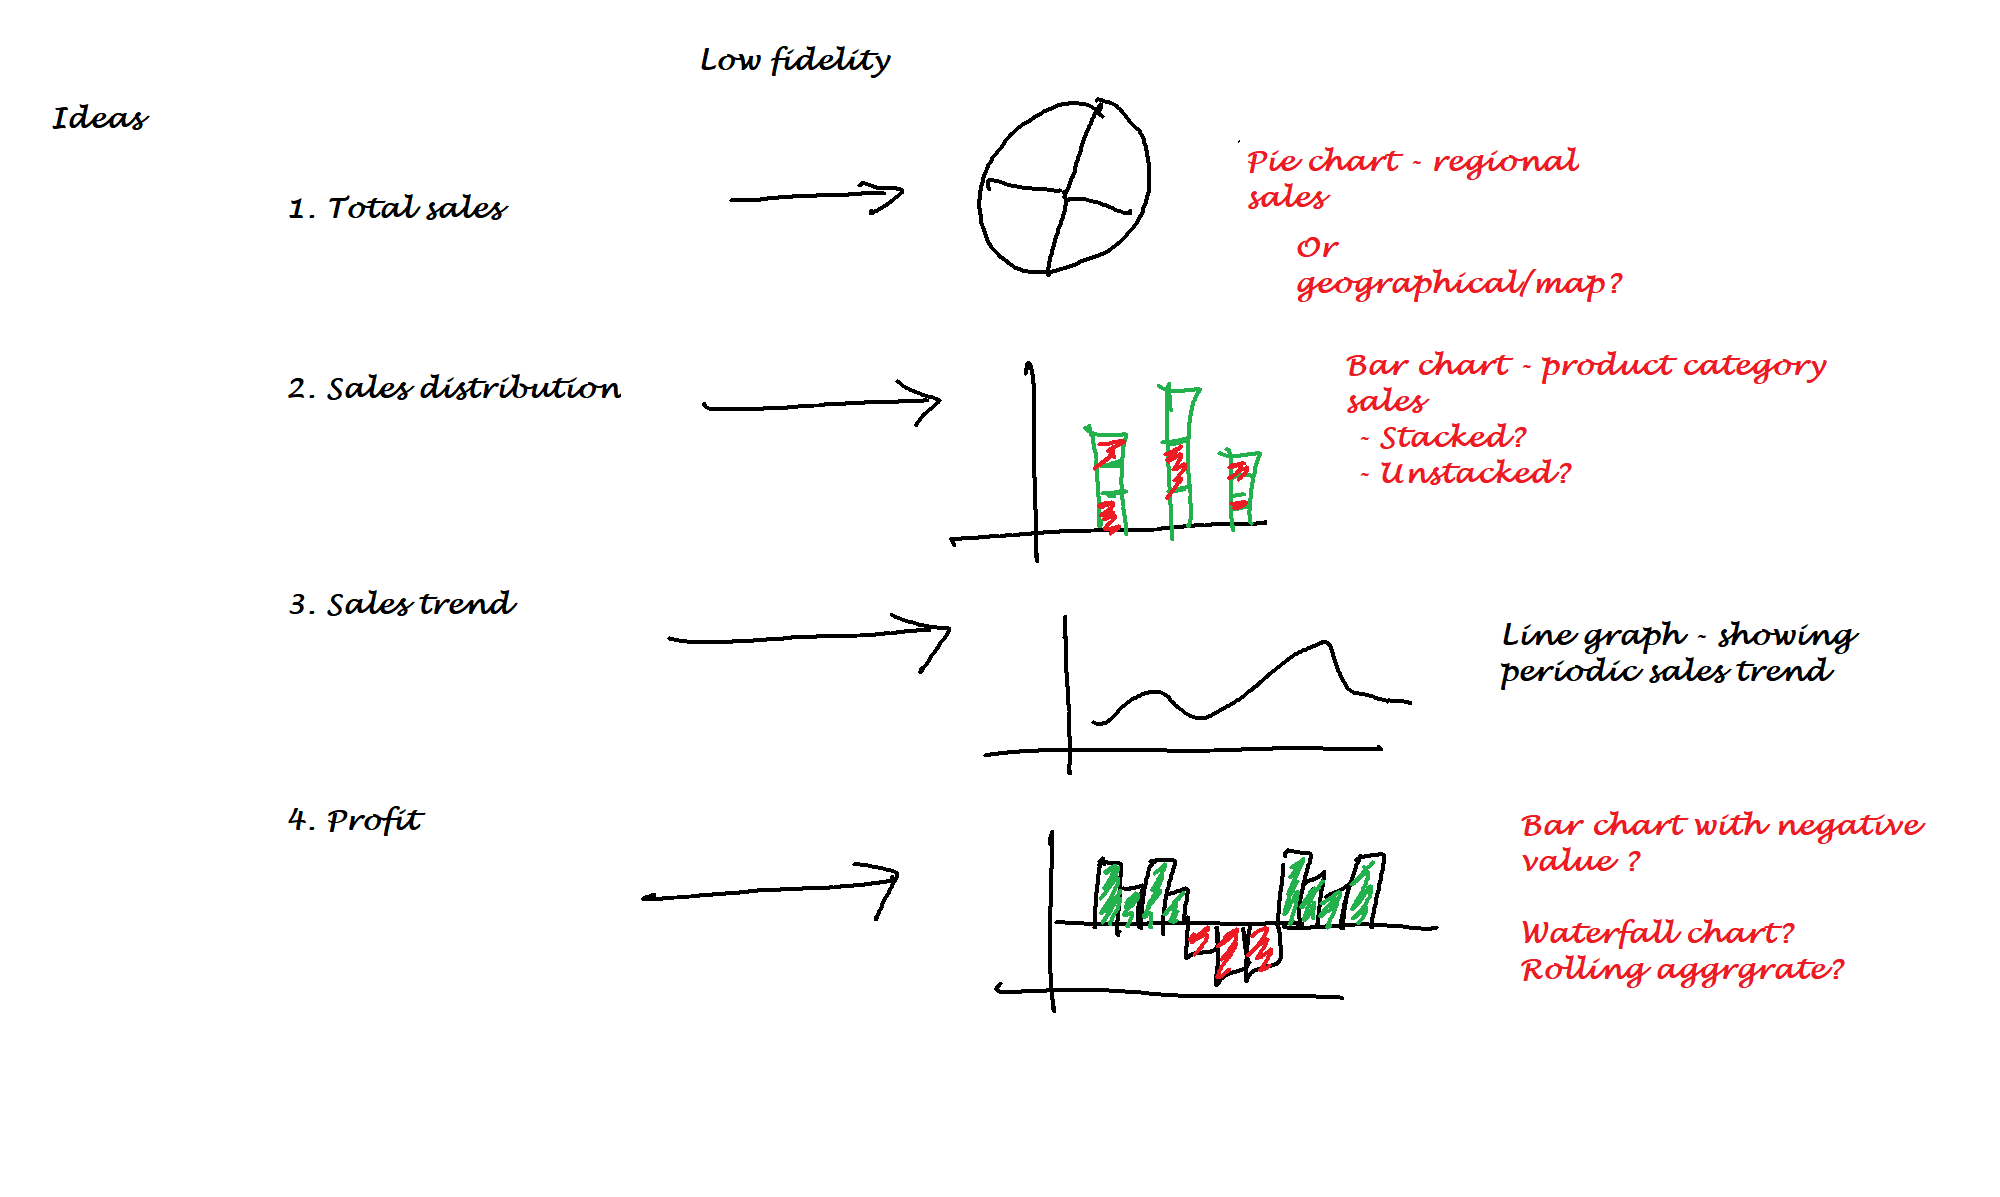 Low fidelity
Ideas
1. Total sales
Pie chart - regional
sales
Or
geographical/map?
2. Sales distribution
Bar chart - product category
sales
- Stacked?
- Unstacked?
3. Sales trend
Line graph - showing
periodic sales trend
4. Profit
Bar chart with negative
value ?
Waterfall chart?
Rolling aggrgrate?